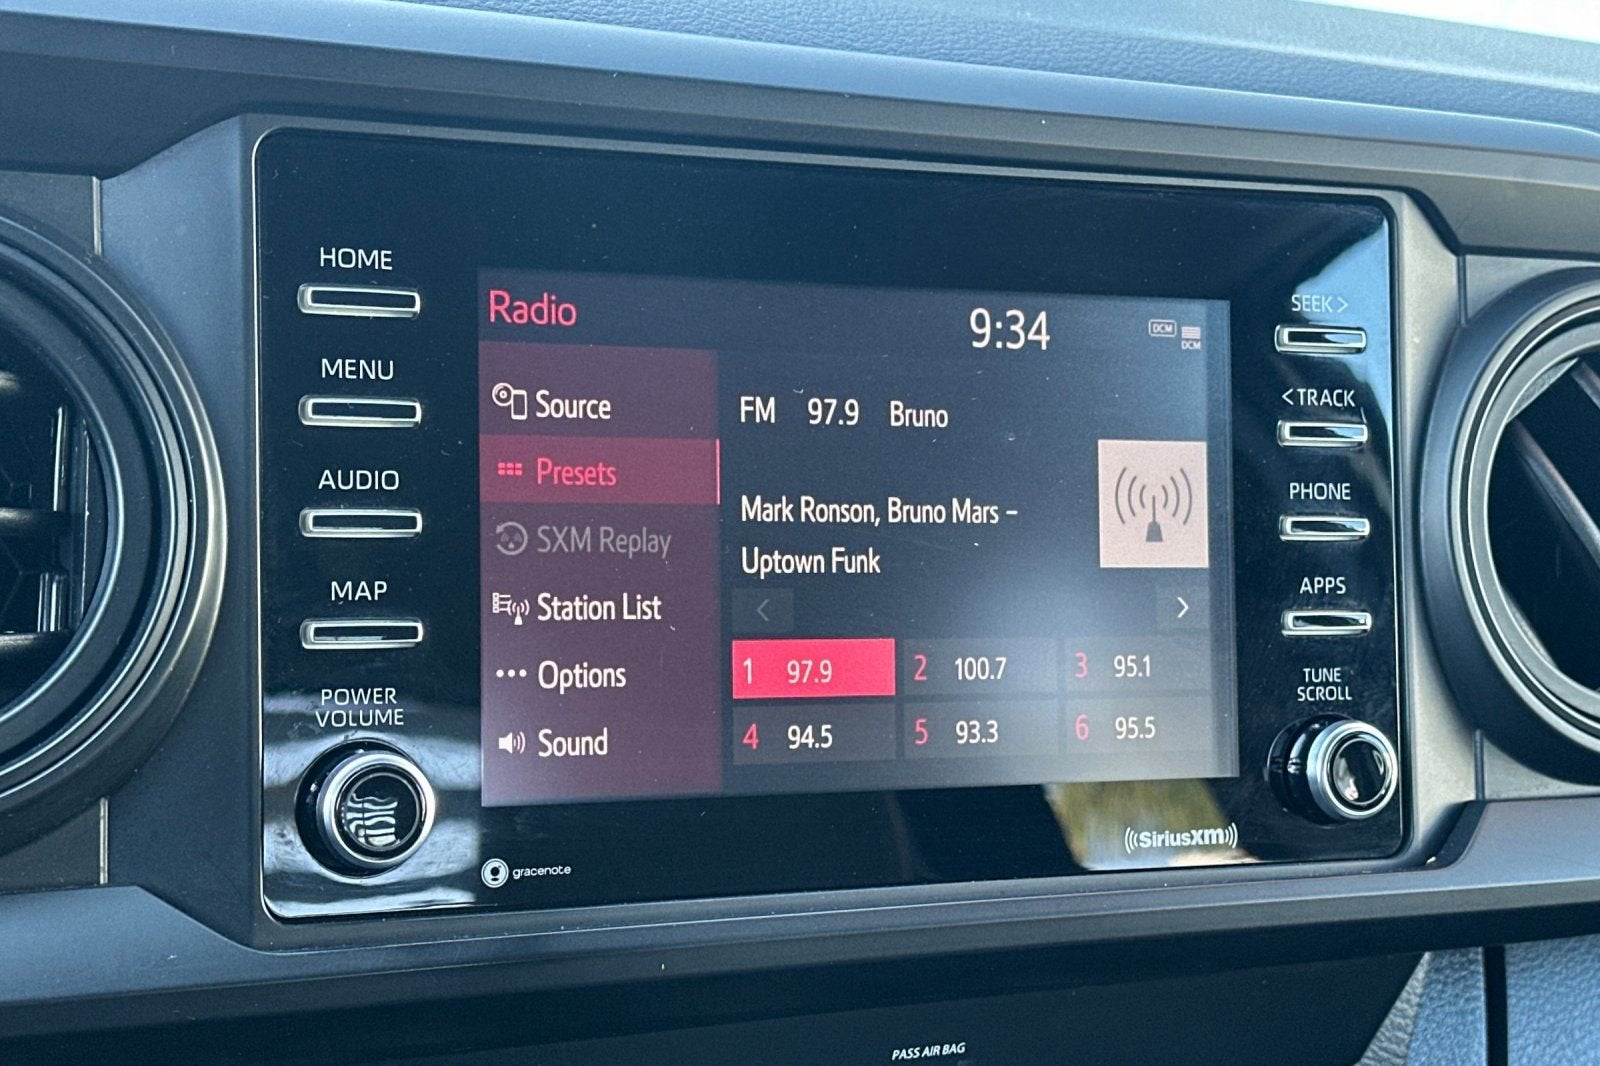 HOME
MENU
AUDIO
MAP
POWER
VOLUME
Radio
9:34
DCM
DCM
Source
Presets
SXM Replay
Station List
Options
Sound
FM 97.9 Bruno
Mark Ronson, Bruno Mars –
Uptown Funk
< >
1 97.9 2 100.7 3 95.1
4 94.5 5 93.3 6 95.5
SEEK >
< TRACK
PHONE
APPS
TUNE
SCROLL
gracenote
SiriusXM
PASS AIR BAG